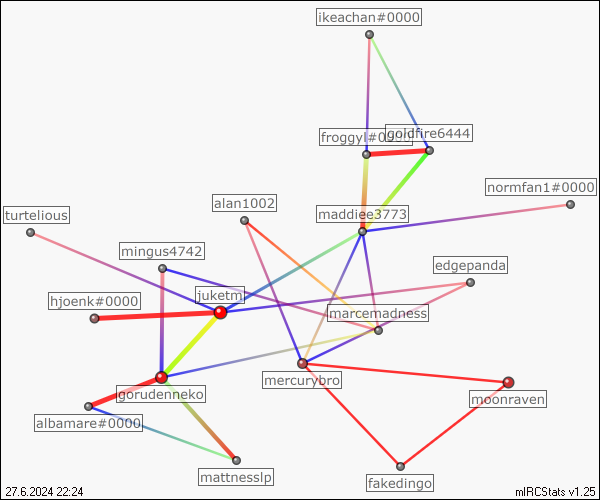 ikeachan#0000
froggyl#0000
goldfire6444
normfan1#0000
alan1002
maddiee3773
turtelious
mingus4742
edgepanda
juketm
hjoenk#0000
marcemadness
mercurybro
gorudenneko
moonraven
albamare#0000
mattnesslp
fakedingo
27.6.2024 22:24
mIRCStats v1.25